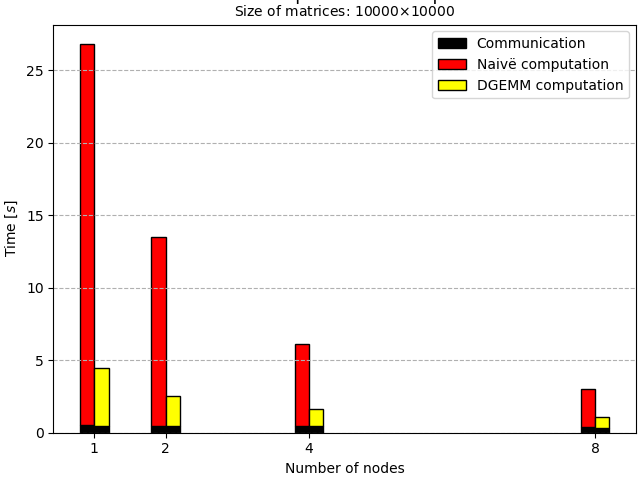 Size of matrices: 10000×10000
Communication
Naivë computation
DGEMM computation
Time [s]
25
20
15
10
5
0
1 2 4 8
Number of nodes